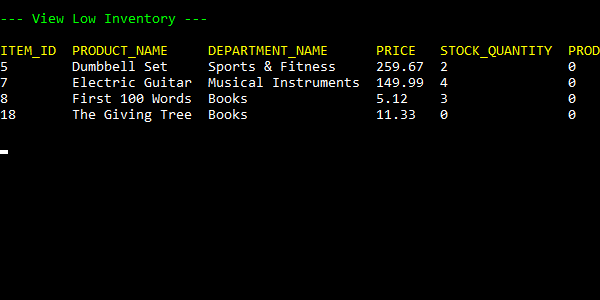 --- View Low Inventory ---
ITEM_ID PRODUCT_NAME DEPARTMENT_NAME PRICE STOCK_QUANTITY PROD
5 Dumbbell Set Sports & Fitness 259.67 2 0
7 Electric Guitar Musical Instruments 149.99 4 0
8 First 100 Words Books 5.12 3 0
18 The Giving Tree Books 11.33 0 0